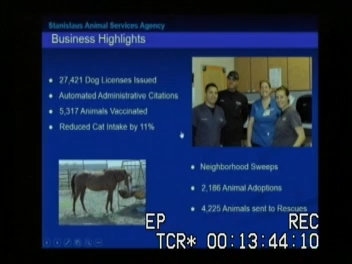 Stanislaus Animal Services Agency
Business Highlights
27,421 Dog Licenses Issued
Automated Administrative Citations
5,317 Animals Vaccinated
Reduced Cat Intake by 11%
Neighborhood Sweeps
2,186 Animal Adoptions
4,225 Animals sent to Rescues
EP REC
TCR* 00:13:44:10